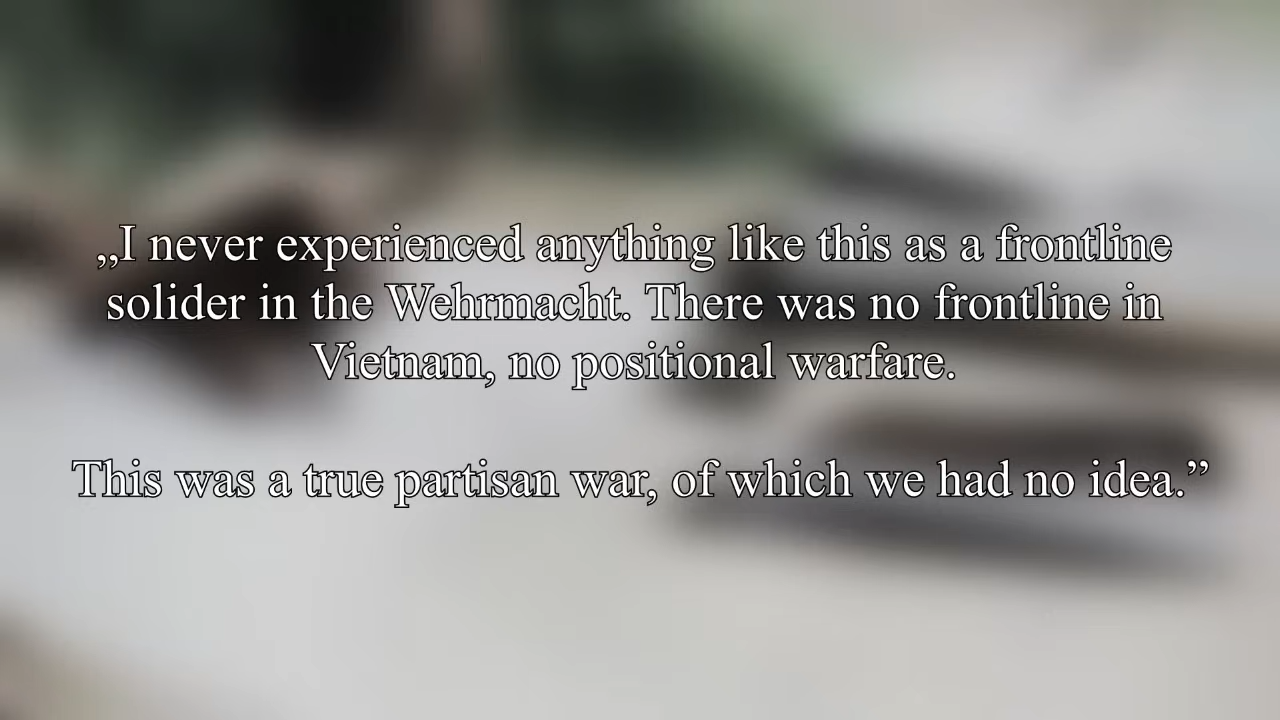 „I never experienced anything like this as a frontline
solider in the Wehrmacht. There was no frontline in
Vietnam, no positional warfare.
This was a true partisan war, of which we had no idea.”